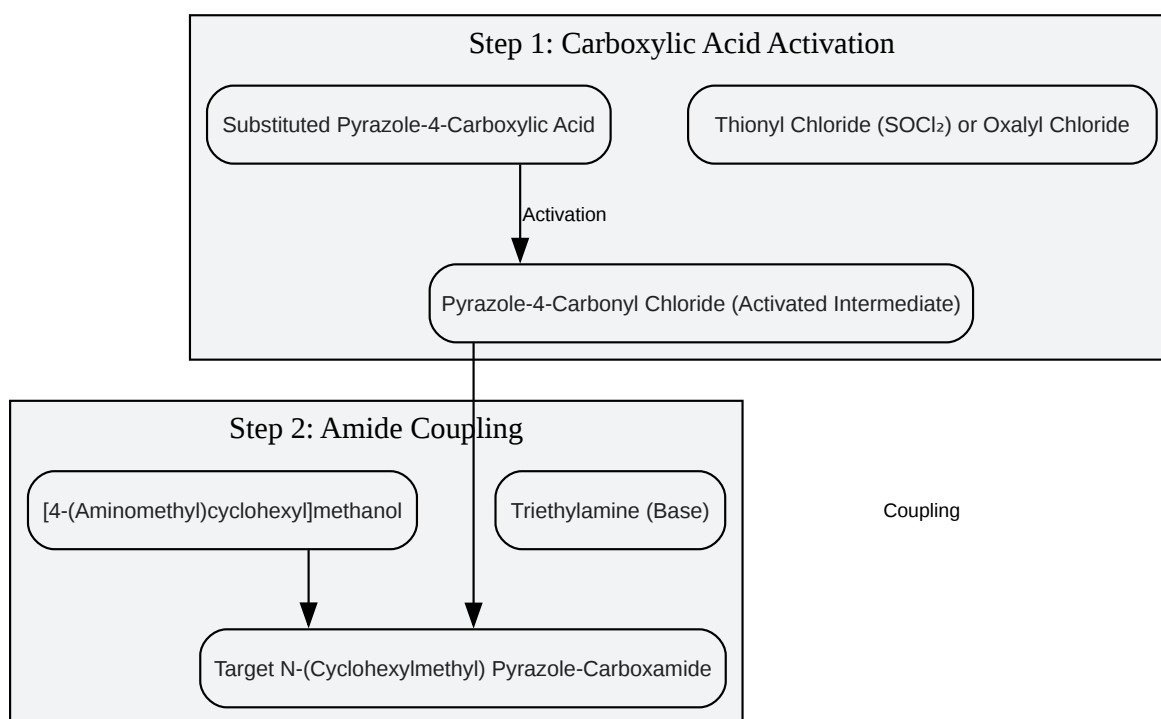 Step 1: Carboxylic Acid Activation
Substituted Pyrazole-4-Carboxylic Acid
Thionyl Chloride (SOCl₂) or Oxalyl Chloride
Activation
Pyrazole-4-Carbonyl Chloride (Activated Intermediate)
Step 2: Amide Coupling
[4-(Aminomethyl)cyclohexyl]methanol
Triethylamine (Base)
Coupling
Target N-(Cyclohexylmethyl) Pyrazole-Carboxamide